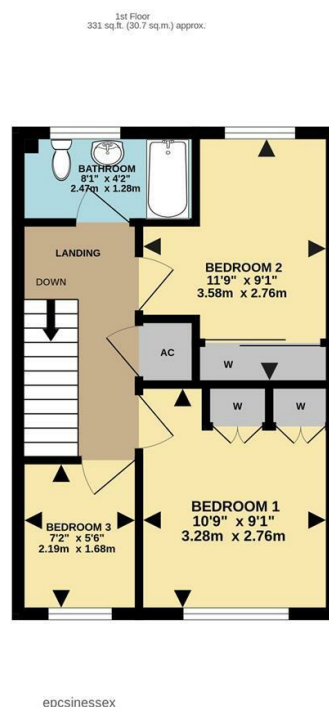 1st Floor
331 sq.ft. (30.7 sq.m.) approx.
BATHROOM
8'1" x 4'2"
2.47m x 1.28m
LANDING
DOWN
BEDROOM 2
11'9" x 9'1"
3.58m x 2.76m
AC
W
W
W
BEDROOM 1
10'9" x 9'1"
3.28m x 2.76m
BEDROOM 3
7'2" x 5'6"
2.19m x 1.68m
epcsinessex